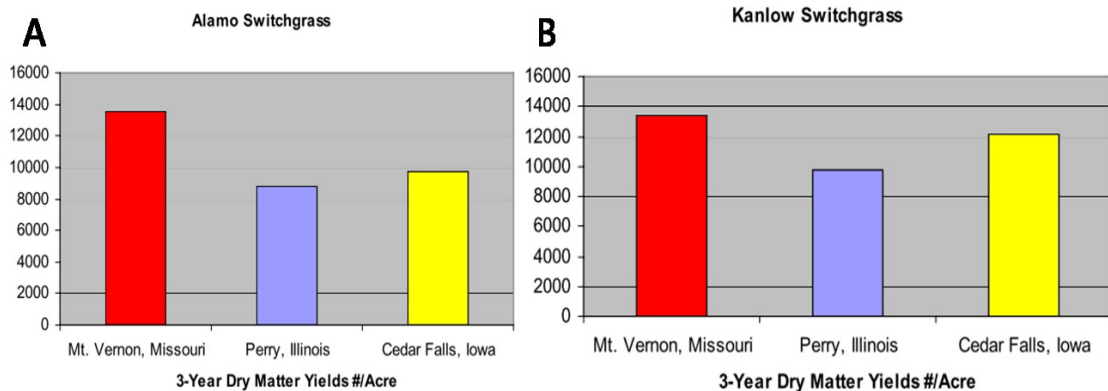 A
Alamo Switchgrass
16000
14000
12000
10000
8000
6000
4000
2000
0
Mt. Vernon, Missouri Perry, Illinois Cedar Falls, Iowa
3-Year Dry Matter Yields #/Acre
B
Kanlow Switchgrass
16000
14000
12000
10000
8000
6000
4000
2000
0
Mt. Vernon, Missouri Perry, Illinois Cedar Falls, Iowa
3-Year Dry Matter Yields #/Acre